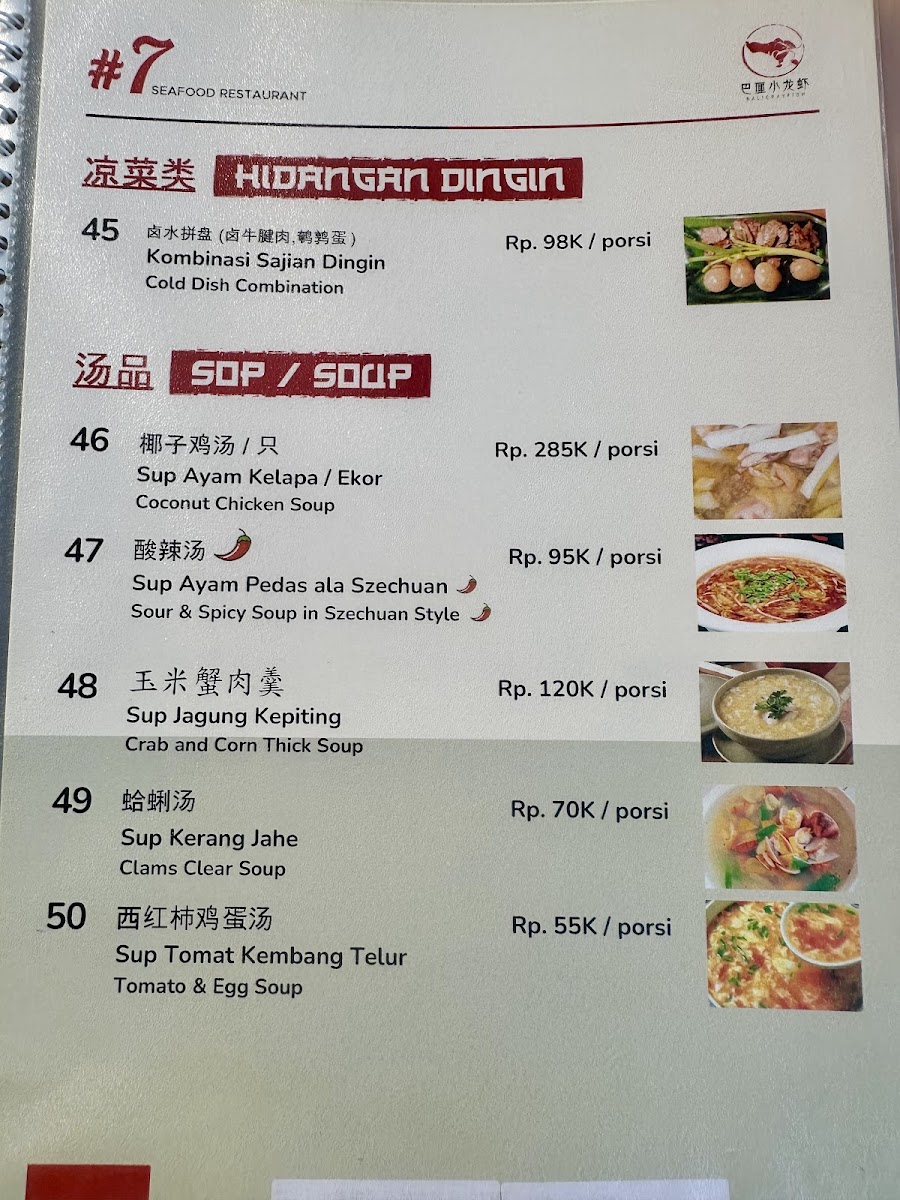 #7 SEAFOOD RESTAURANT
巴厘小龙虾
BALI CRAYFISH
凉菜类 HIDANGAN DINGIN
45 卤水拼盘 (卤牛腱肉,鹌鹑蛋) Rp. 98K / porsi
Kombinasi Sajian Dingin
Cold Dish Combination
汤品 SOP / SOUP
46 椰子鸡汤 / 只 Rp. 285K / porsi
Sup Ayam Kelapa / Ekor
Coconut Chicken Soup
47 酸辣汤 Rp. 95K / porsi
Sup Ayam Pedas ala Szechuan
Sour & Spicy Soup in Szechuan Style
48 玉米蟹肉羹 Rp. 120K / porsi
Sup Jagung Kepiting
Crab and Corn Thick Soup
49 蛤蜊汤 Rp. 70K / porsi
Sup Kerang Jahe
Clams Clear Soup
50 西红柿鸡蛋汤 Rp. 55K / porsi
Sup Tomat Kembang Telur
Tomato & Egg Soup